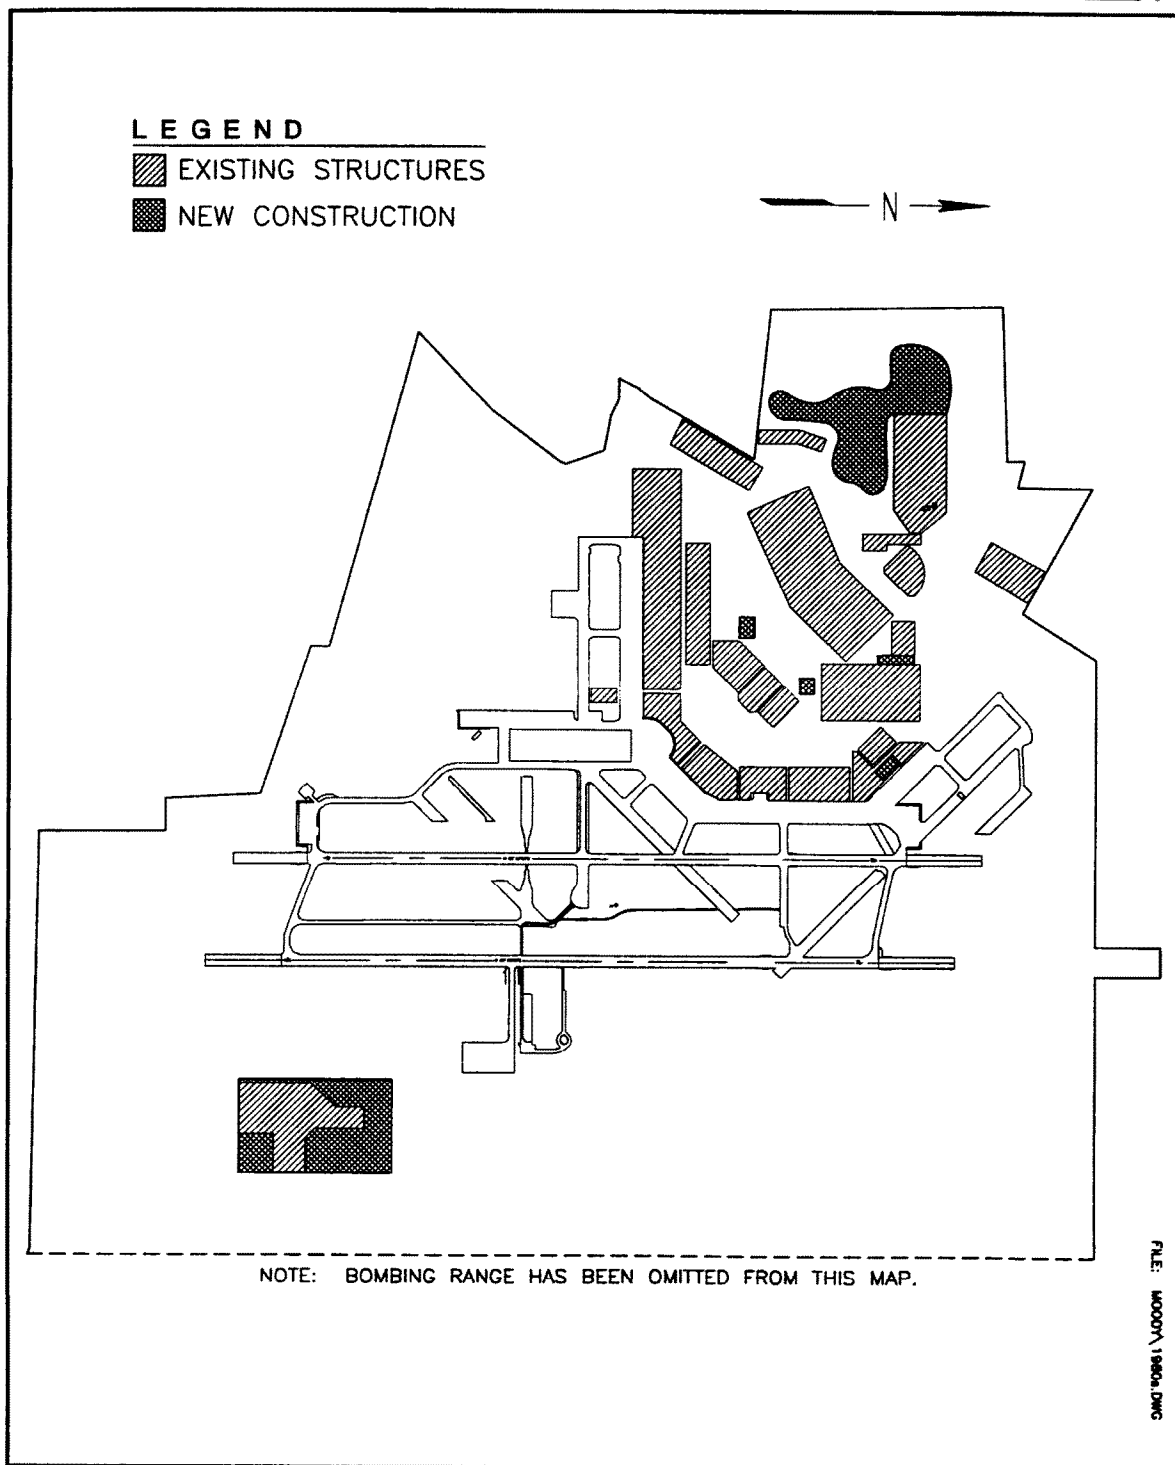 LEGEND
EXISTING STRUCTURES
NEW CONSTRUCTION
N
NOTE: BOMBING RANGE HAS BEEN OMITTED FROM THIS MAP.
FILE: MOODY\1980s.DWG